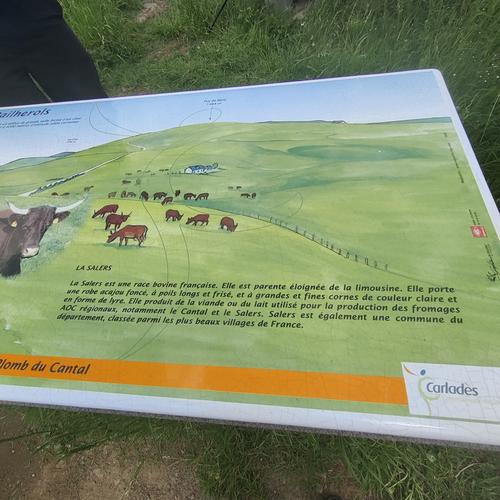 ailherols
LA SALERS
La Salers est une race bovine française. Elle est parente éloignée de la limousine. Elle porte
une robe acajou foncé, à poils longs et frisé, et à grandes et fines cornes de couleur claire et
en forme de lyre. Elle produit de la viande ou du lait utilisé pour la production des fromages
AOC régionaux, notamment le Cantal et le Salers. Salers est également une commune du
département, classée parmi les plus beaux villages de France.
Plomb du Cantal
Carladès